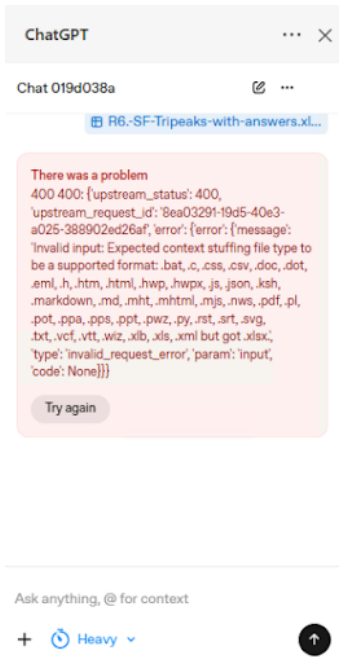 ChatGPT
Chat 019d038a
R6.-SF-Tripeaks-with-answers.xl...
There was a problem
400 400: {'upstream_status': 400,
'upstream_request_id': '8ea03291-19d5-40e3-
a025-388902ed26af', 'error': {'error': {'message':
'Invalid input: Expected context stuffing file type to
be a supported format: .bat, .c, .css, .csv, .doc, .dot,
.eml, .h, .htm, .html, .hwp, .hwpx, .js, .json, .ksh,
.markdown, .md, .mht, .mhtml, .mjs, .nws, .pdf, .pl,
.pot, .ppa, .pps, .ppt, .pwz, .py, .rst, .srt, .svg,
.txt, .vcf, .vtt, .wiz, .xlb, .xls, .xml but got .xlsx.',
'type': 'invalid_request_error', 'param': 'input',
'code': None}}}
Try again
Ask anything, @ for context
Heavy